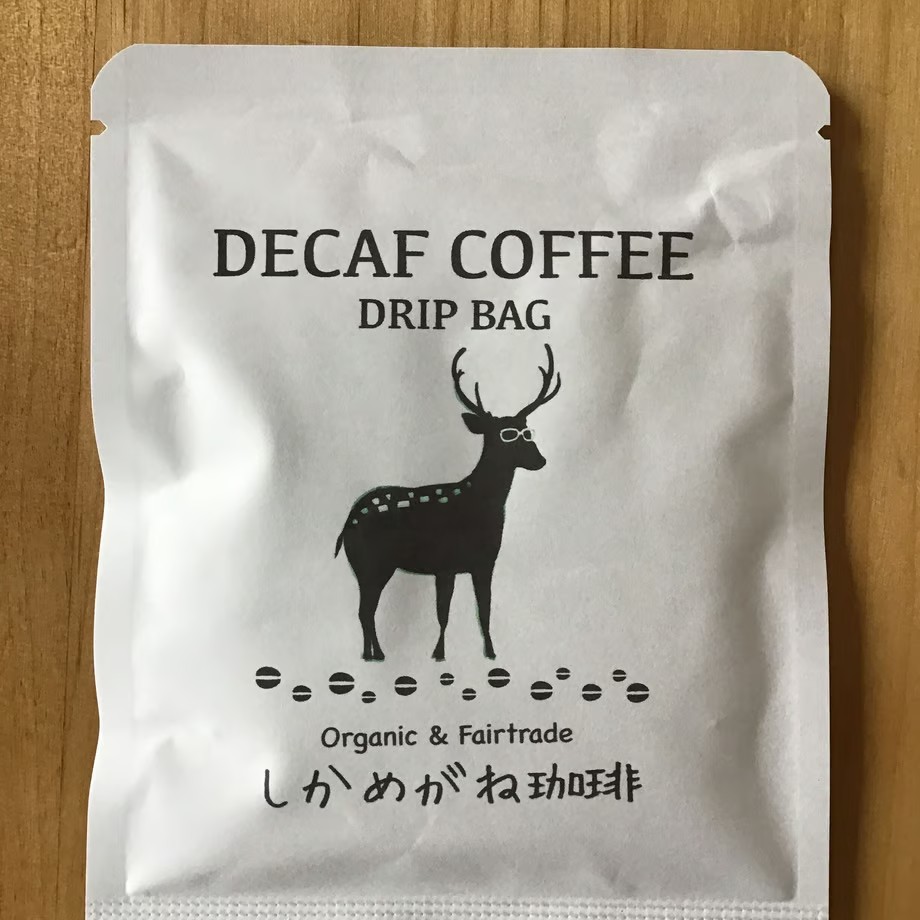 DECAF COFFEE
DRIP BAG
Organic & Fairtrade
しかめがね珈琲